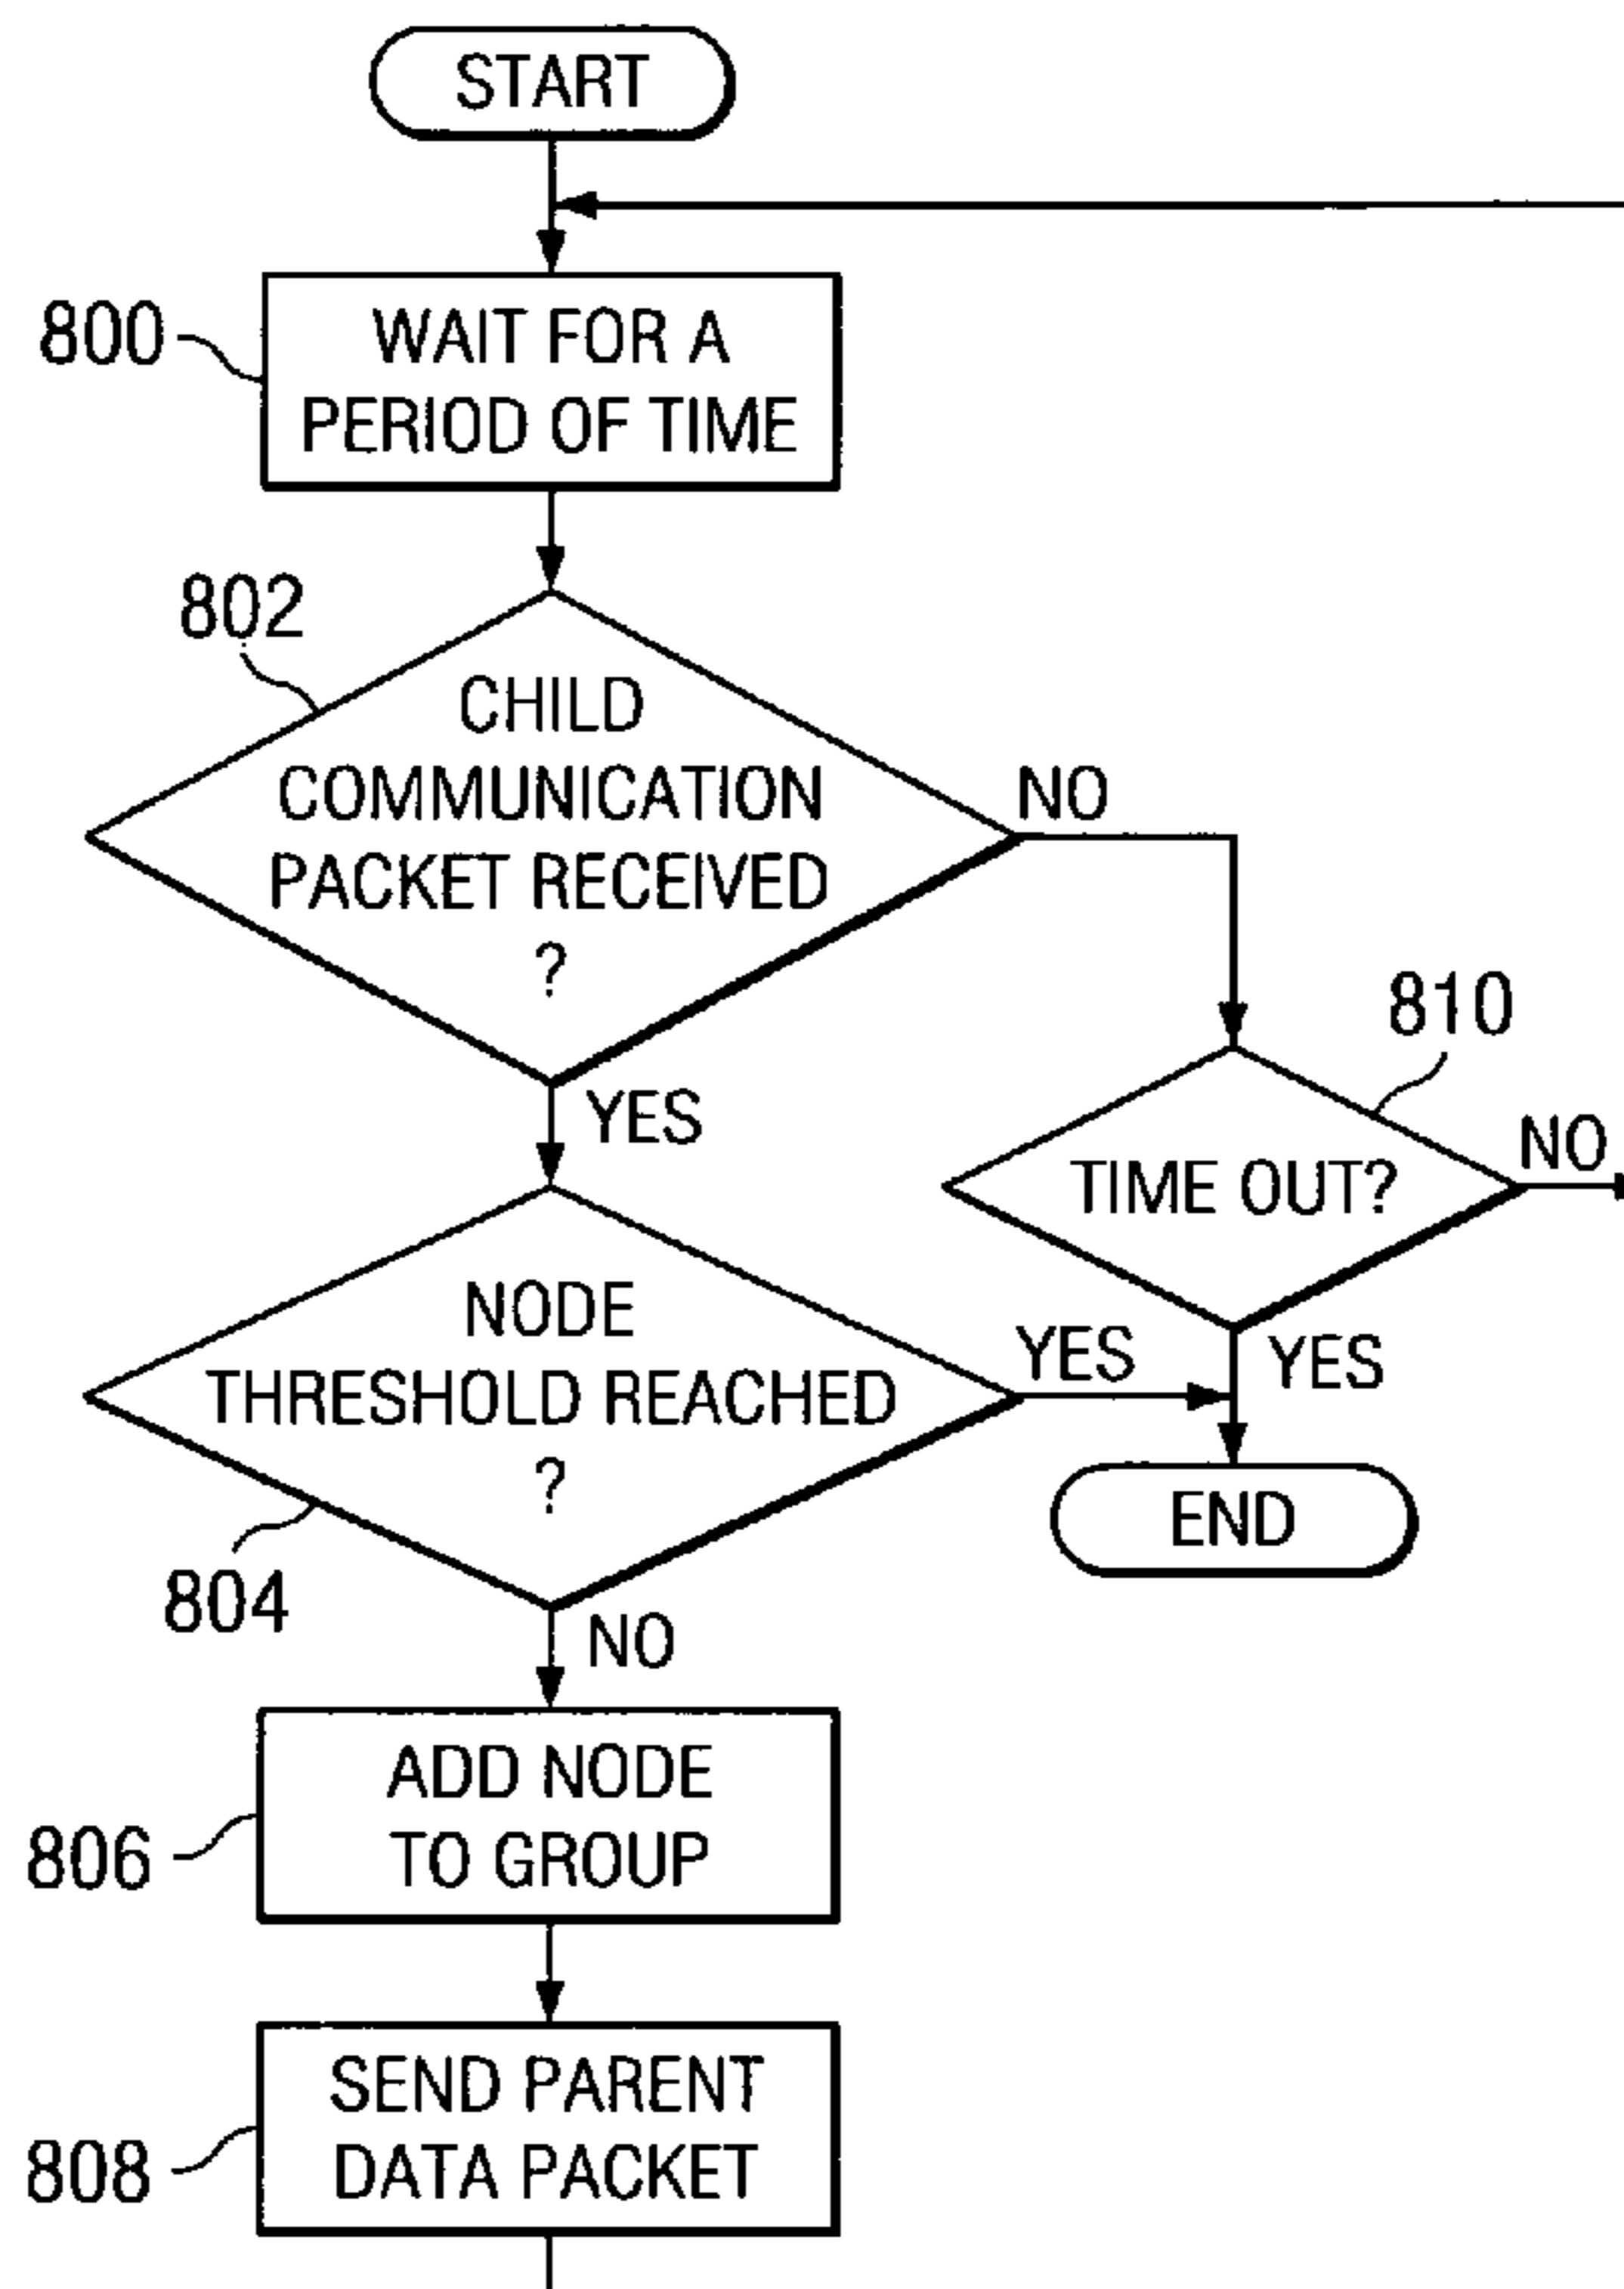 START
800
WAIT FOR A
PERIOD OF TIME
802
CHILD
COMMUNICATION
PACKET RECEIVED
?
NO
YES
810
TIME OUT?
NO
YES
NODE
THRESHOLD REACHED
?
YES
804
NO
END
806
ADD NODE
TO GROUP
808
SEND PARENT
DATA PACKET